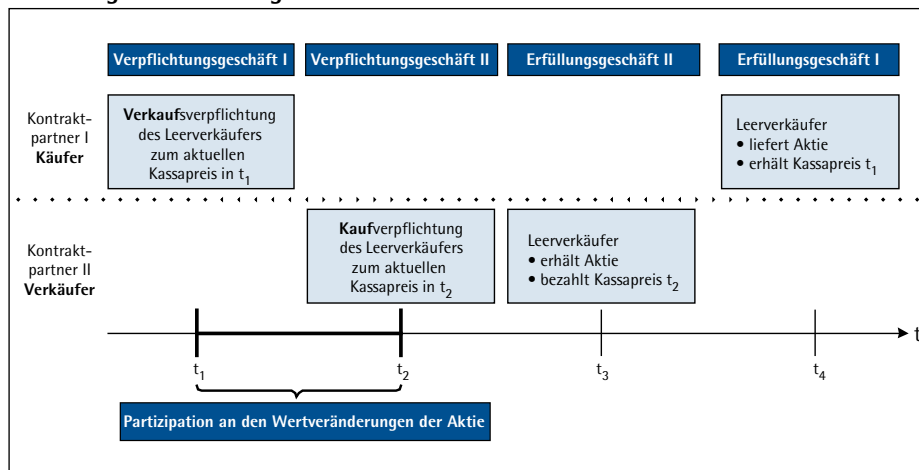 Verpflichtungsgeschäft I
Verpflichtungsgeschäft II
Erfüllungsgeschäft II
Erfüllungsgeschäft I
Kontrakt-
partner I
Käufer
Verkaufsverpflichtung
des Leerverkäufers
zum aktuellen
Kassapreis in t1
Leerverkäufer
• liefert Aktie
• erhält Kassapreis t1
Kontrakt-
partner II
Verkäufer
Kaufverpflichtung
des Leerverkäufers
zum aktuellen
Kassapreis in t2
Leerverkäufer
• erhält Aktie
• bezahlt Kassapreis t2
t
t1
t2
t3
t4
Partizipation an den Wertveränderungen der Aktie